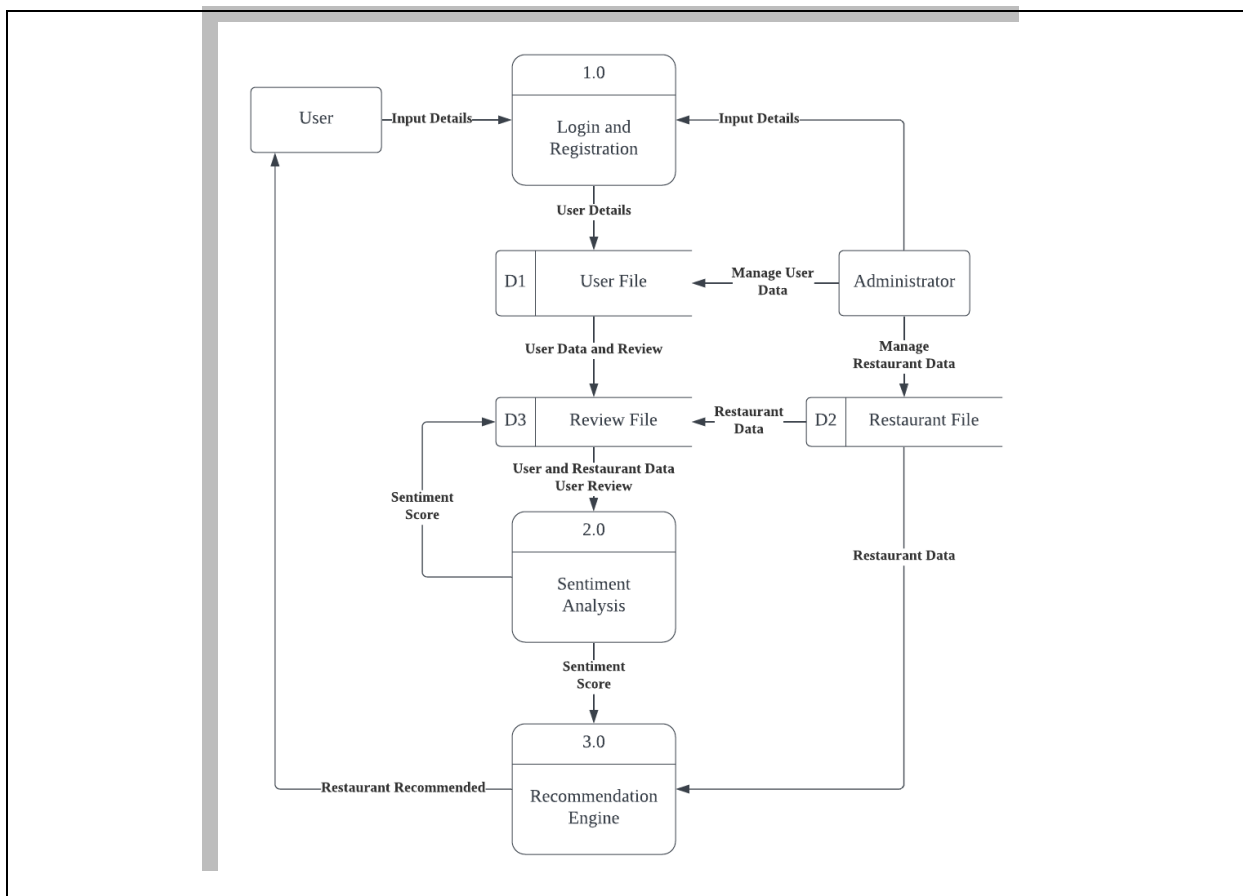 1.0
User
Input Details
Input Details
Login and
Registration
User Details
D1
User File
Manage User
Data
Administrator
User Data and Review
Manage
Restaurant Data
D3
Review File
Restaurant
Data
D2
Restaurant File
User and Restaurant Data
User Review
Sentiment
Score
2.0
Restaurant Data
Sentiment
Analysis
Sentiment
Score
3.0
Restaurant Recommended
Recommendation
Engine